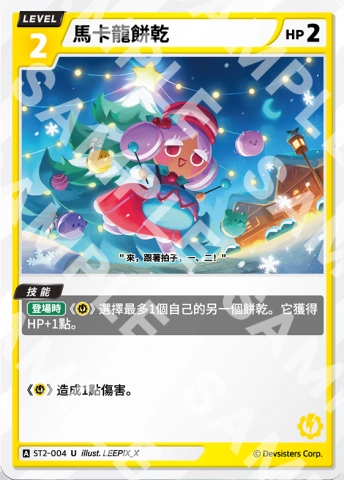 LEVEL
2
馬卡龍餅乾
HP 2
"來，跟著拍子，一、二！"
技能
登場時 《》選擇最多1個自己的另一個餅乾。它獲得
HP+1點。
《》造成1點傷害。
A ST2-004 U illust. LEEPIX_X
© Devsisters Corp.
SAMPLE